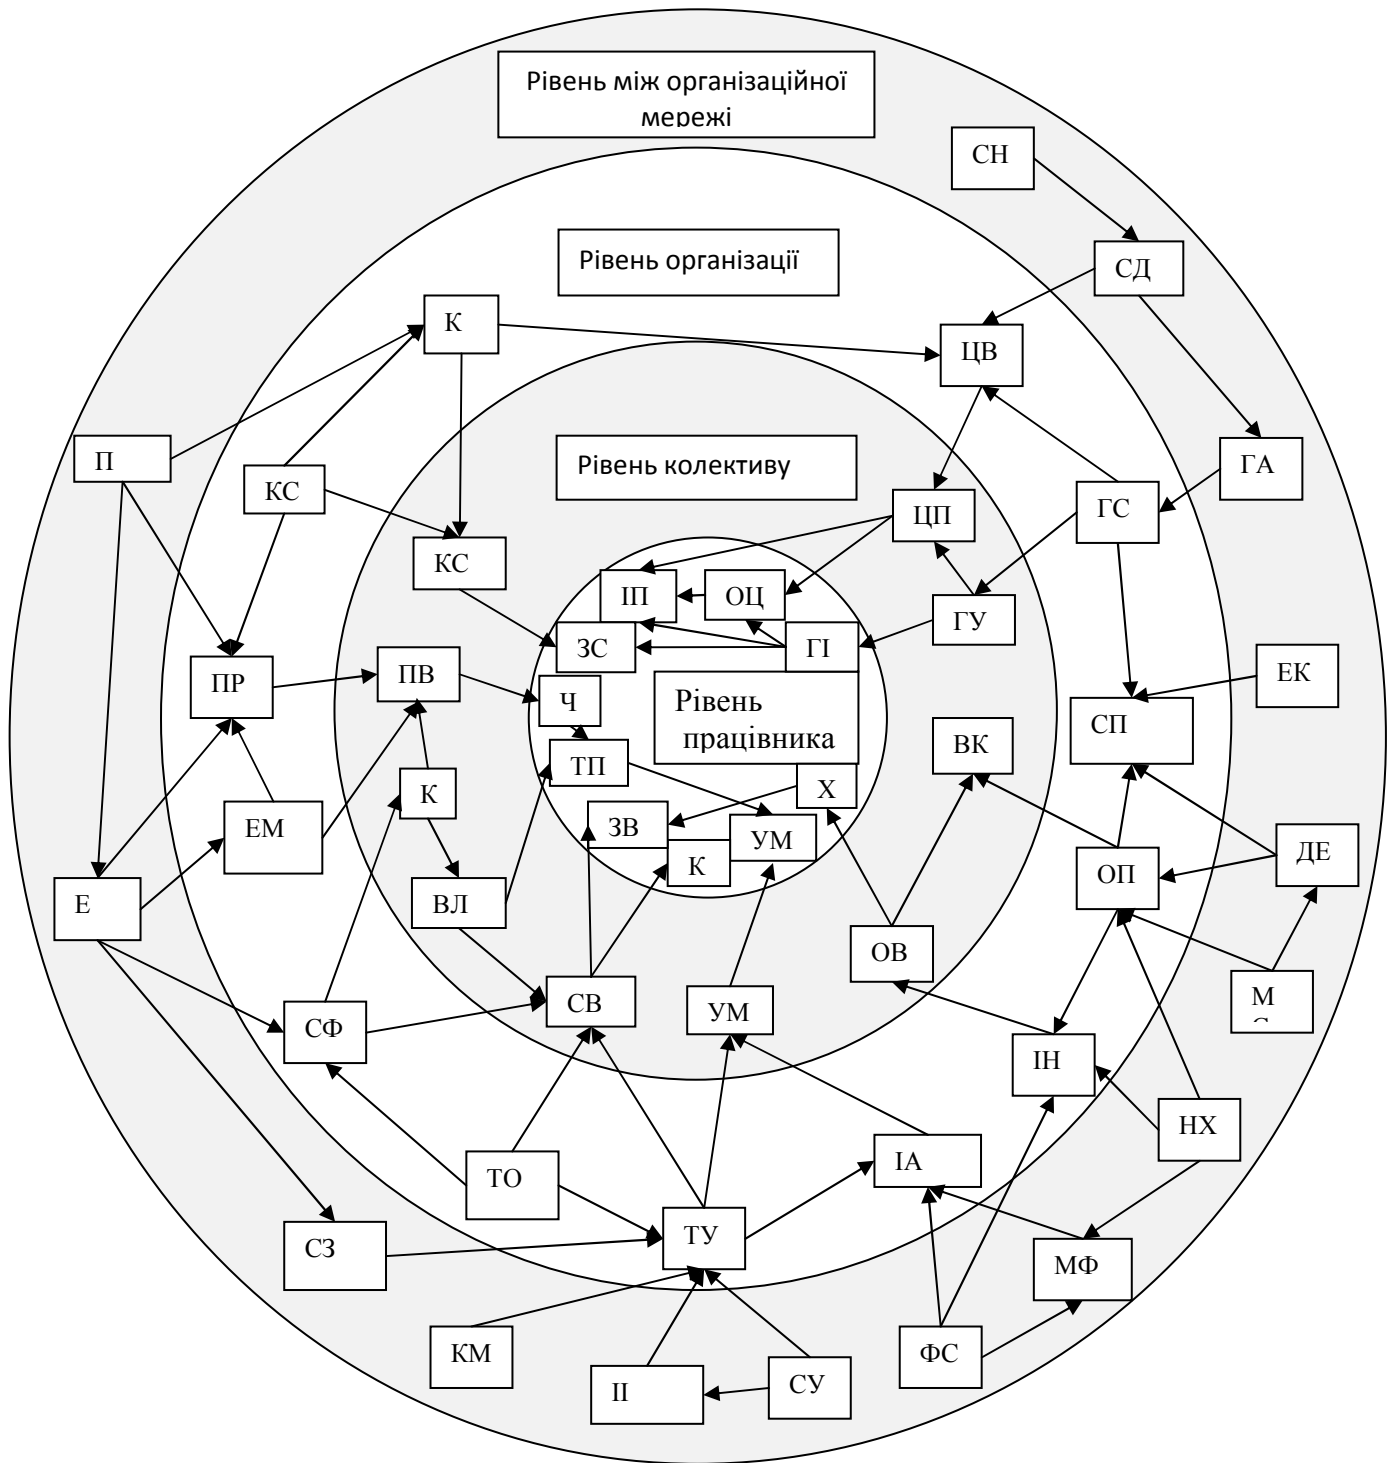 Рівень між організаційної
мережі
СН
Рівень організації
СД
К
ЦВ
П
Рівень колективу
ГА
КС
ЦП
ГС
КС
ІП
ОЦ
ГУ
ЗС
ГІ
ПР
ПВ
ЕК
Ч
Рівень
працівника
СП
ВК
ТП
К
Х
ЕМ
ЗВ
УМ
ДЕ
К
ОП
Е
ВЛ
ОВ
СВ
М
УМ
СФ
ІН
НХ
ІА
ТО
СЗ
ТУ
МФ
КМ
ФС
ІІ
СУ